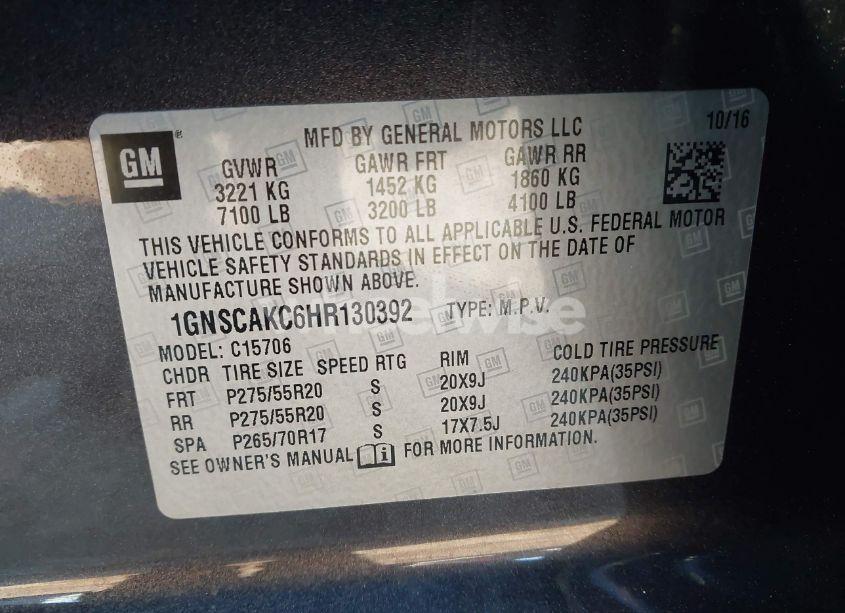 GM ® MFD BY GENERAL MOTORS LLC 10/16
GVWR GAWR FRT GAWR RR
3221 KG 1452 KG 1860 KG
7100 LB 3200 LB 4100 LB
THIS VEHICLE CONFORMS TO ALL APPLICABLE U.S. FEDERAL MOTOR
VEHICLE SAFETY STANDARDS IN EFFECT ON THE DATE OF
MANUFACTURE SHOWN ABOVE.
1GNSCAKC6HR130392 TYPE: M.P.V.
MODEL: C15706
CHDR TIRE SIZE SPEED RTG RIM COLD TIRE PRESSURE
FRT P275/55R20 S 20X9J 240KPA(35PSI)
RR P275/55R20 S 20X9J 240KPA(35PSI)
SPA P265/70R17 S 17X7.5J 240KPA(35PSI)
SEE OWNER'S MANUAL i FOR MORE INFORMATION.